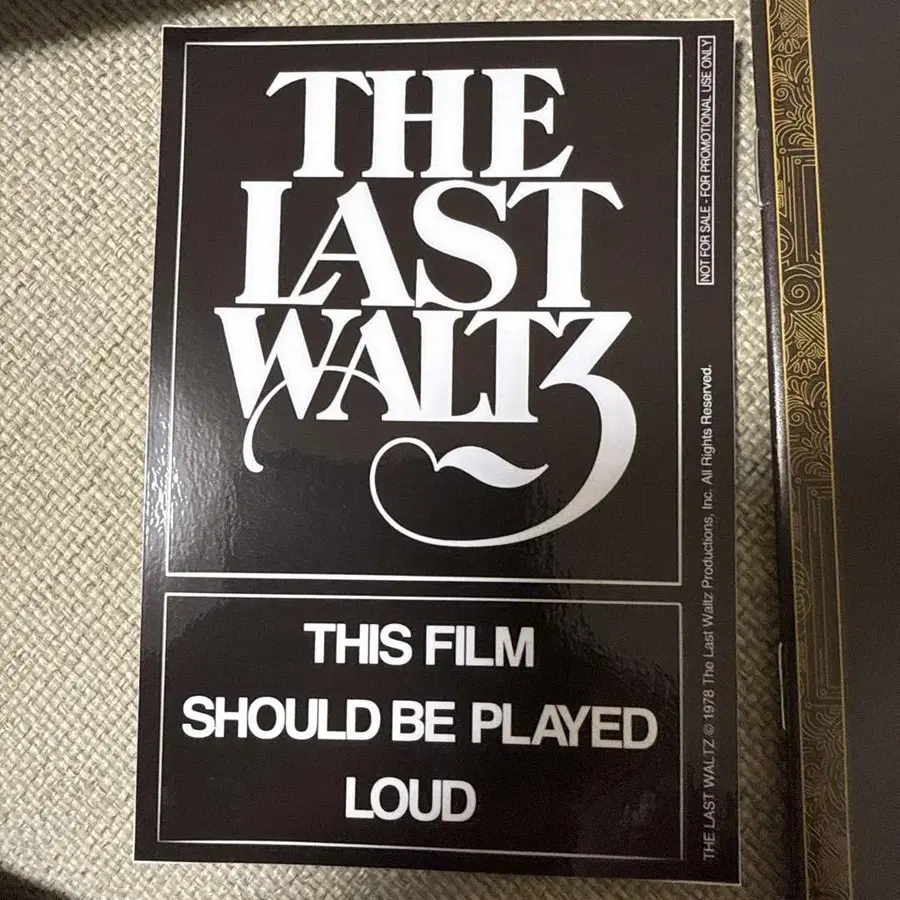 THE
LAST
WALTZ
THIS FILM
SHOULD BE PLAYED
LOUD
NOT FOR SALE - FOR PROMOTIONAL USE ONLY
THE LAST WALTZ © 1978 The Last Waltz Productions, Inc. All Rights Reserved.